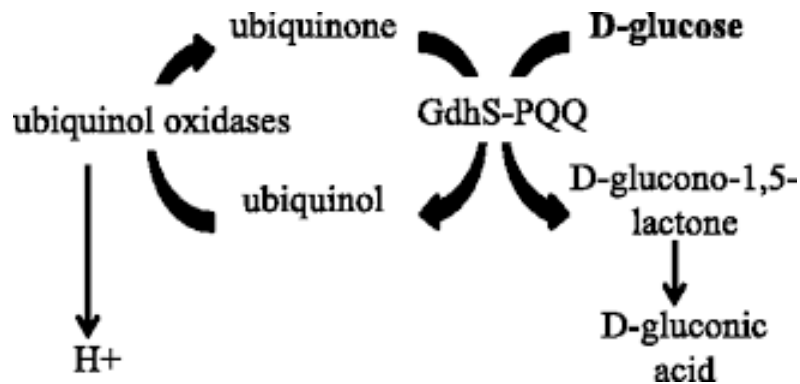 ubiquinone
D-glucose
ubiquinol oxidases
GdhS-PQQ
ubiquinol
D-glucono-1,5-
lactone
H+
D-gluconic
acid